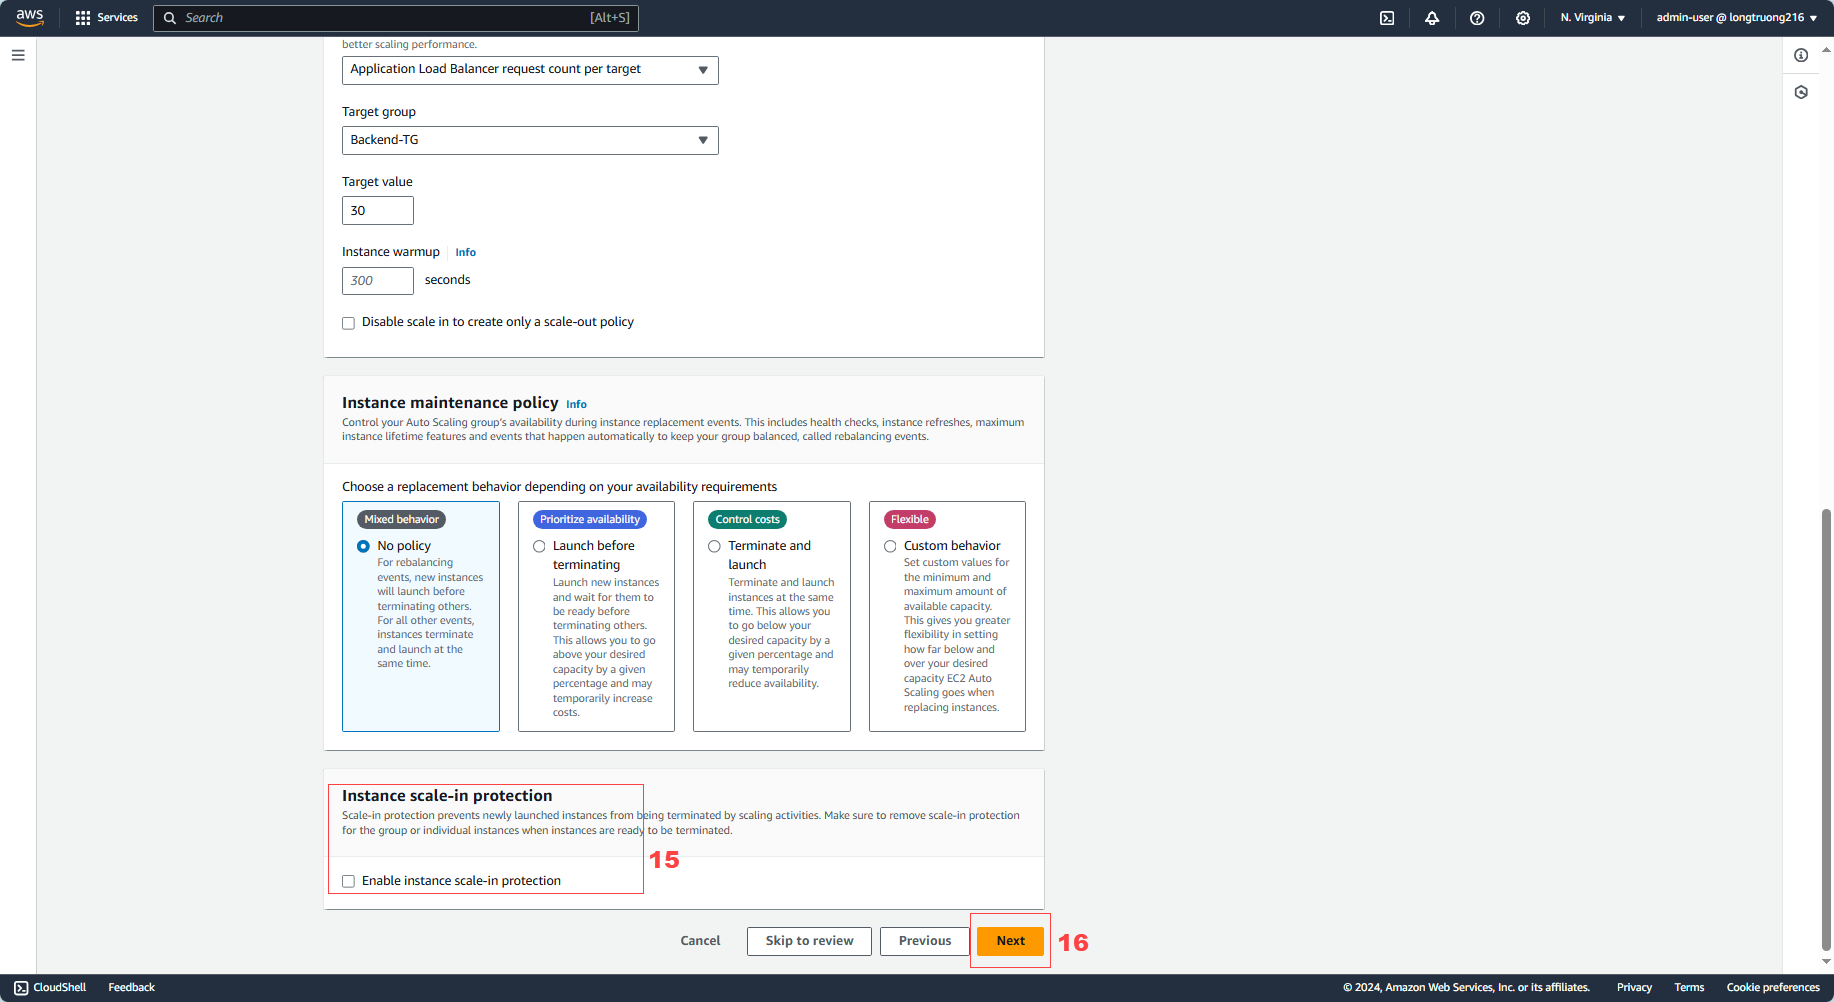 aws
Services
Search
[Alt+S]
N. Virginia
admin-user @ longtruong216
better scaling performance.
Application Load Balancer request count per target
Target group
Backend-TG
Target value
30
Instance warmup
Info
300
seconds
Disable scale in to create only a scale-out policy
Instance maintenance policy
Info
Control your Auto Scaling group's availability during instance replacement events. This includes health checks, instance refreshes, maximum
instance lifetime features and events that happen automatically to keep your group balanced, called rebalancing events.
Choose a replacement behavior depending on your availability requirements
Mixed behavior
No policy
For rebalancing
events, new instances
will launch before
terminating others.
For all other events,
instances terminate
and launch at the
same time.
Prioritize availability
Launch before
terminating
Launch new instances
and wait for them to
be ready before
terminating others.
This allows you to go
above your desired
capacity by a given
percentage and may
temporarily increase
costs.
Control costs
Terminate and
launch
Terminate and launch
instances at the same
time. This allows you
to go below your
desired capacity by a
given percentage and
may temporarily
reduce availability.
Flexible
Custom behavior
Set custom values for
the minimum and
maximum amount of
available capacity.
This gives you greater
flexibility in setting
how far below and
over your desired
capacity EC2 Auto
Scaling goes when
replacing instances.
Instance scale-in protection
Scale-in protection prevents newly launched instances from being terminated by scaling activities. Make sure to remove scale-in protection
for the group or individual instances when instances are ready to be terminated.
15
Enable instance scale-in protection
Cancel
Skip to review
Previous
Next
16
CloudShell
Feedback
© 2024, Amazon Web Services, Inc. or its affiliates.
Privacy
Terms
Cookie preferences